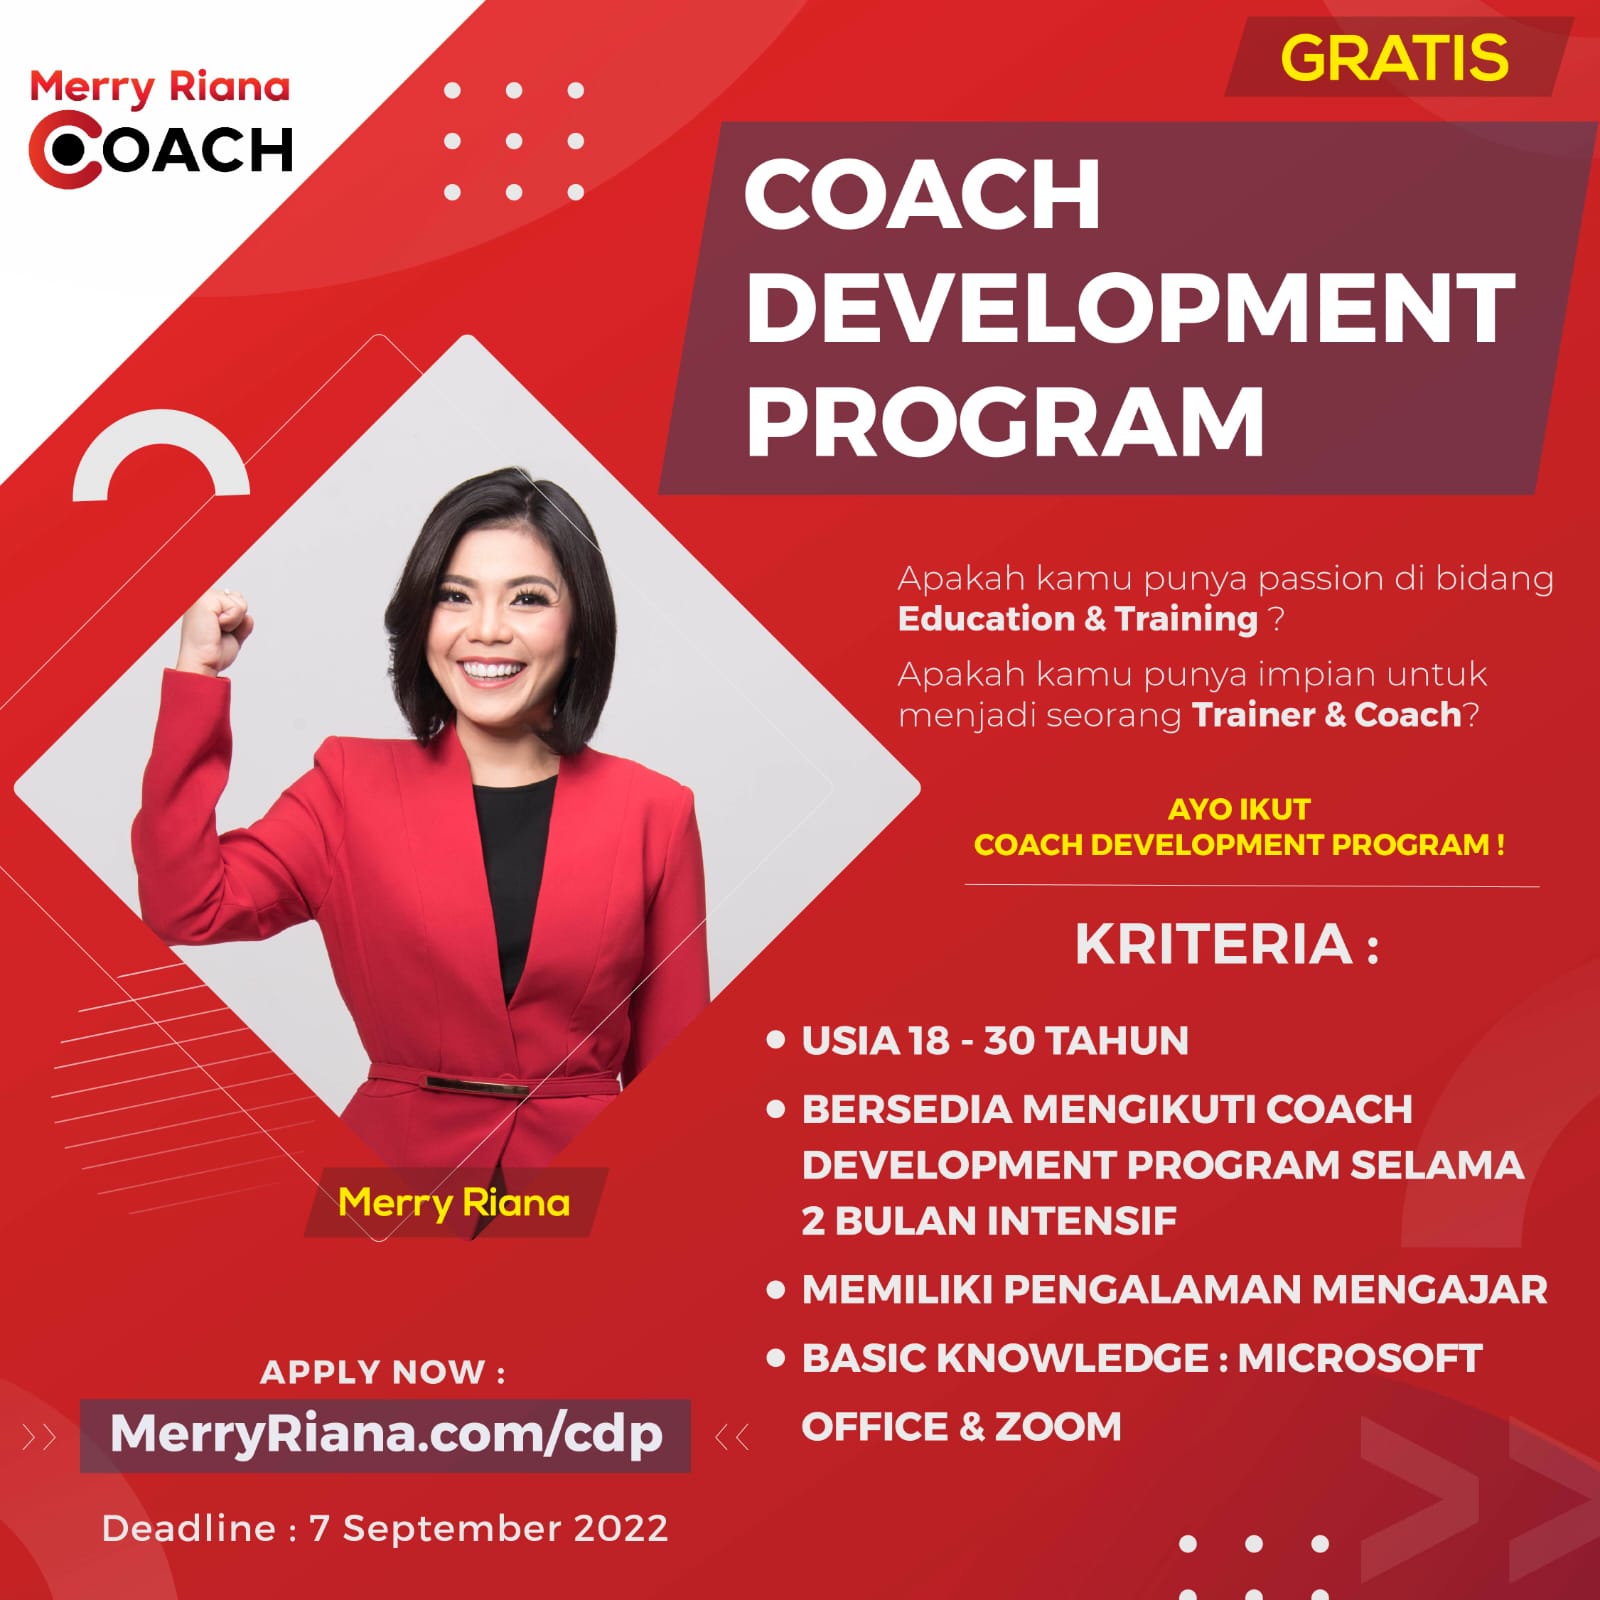 Merry Riana
COACH
GRATIS
COACH
DEVELOPMENT
PROGRAM
Apakah kamu punya passion di bidang
Education & Training ?
Apakah kamu punya impian untuk
menjadi seorang Trainer & Coach?
AYO IKUT
COACH DEVELOPMENT PROGRAM !
KRITERIA :
• USIA 18 - 30 TAHUN
• BERSEDIA MENGIKUTI COACH
DEVELOPMENT PROGRAM SELAMA
2 BULAN INTENSIF
• MEMILIKI PENGALAMAN MENGAJAR
• BASIC KNOWLEDGE : MICROSOFT
OFFICE & ZOOM
Merry Riana
APPLY NOW :
MerryRiana.com/cdp
Deadline : 7 September 2022